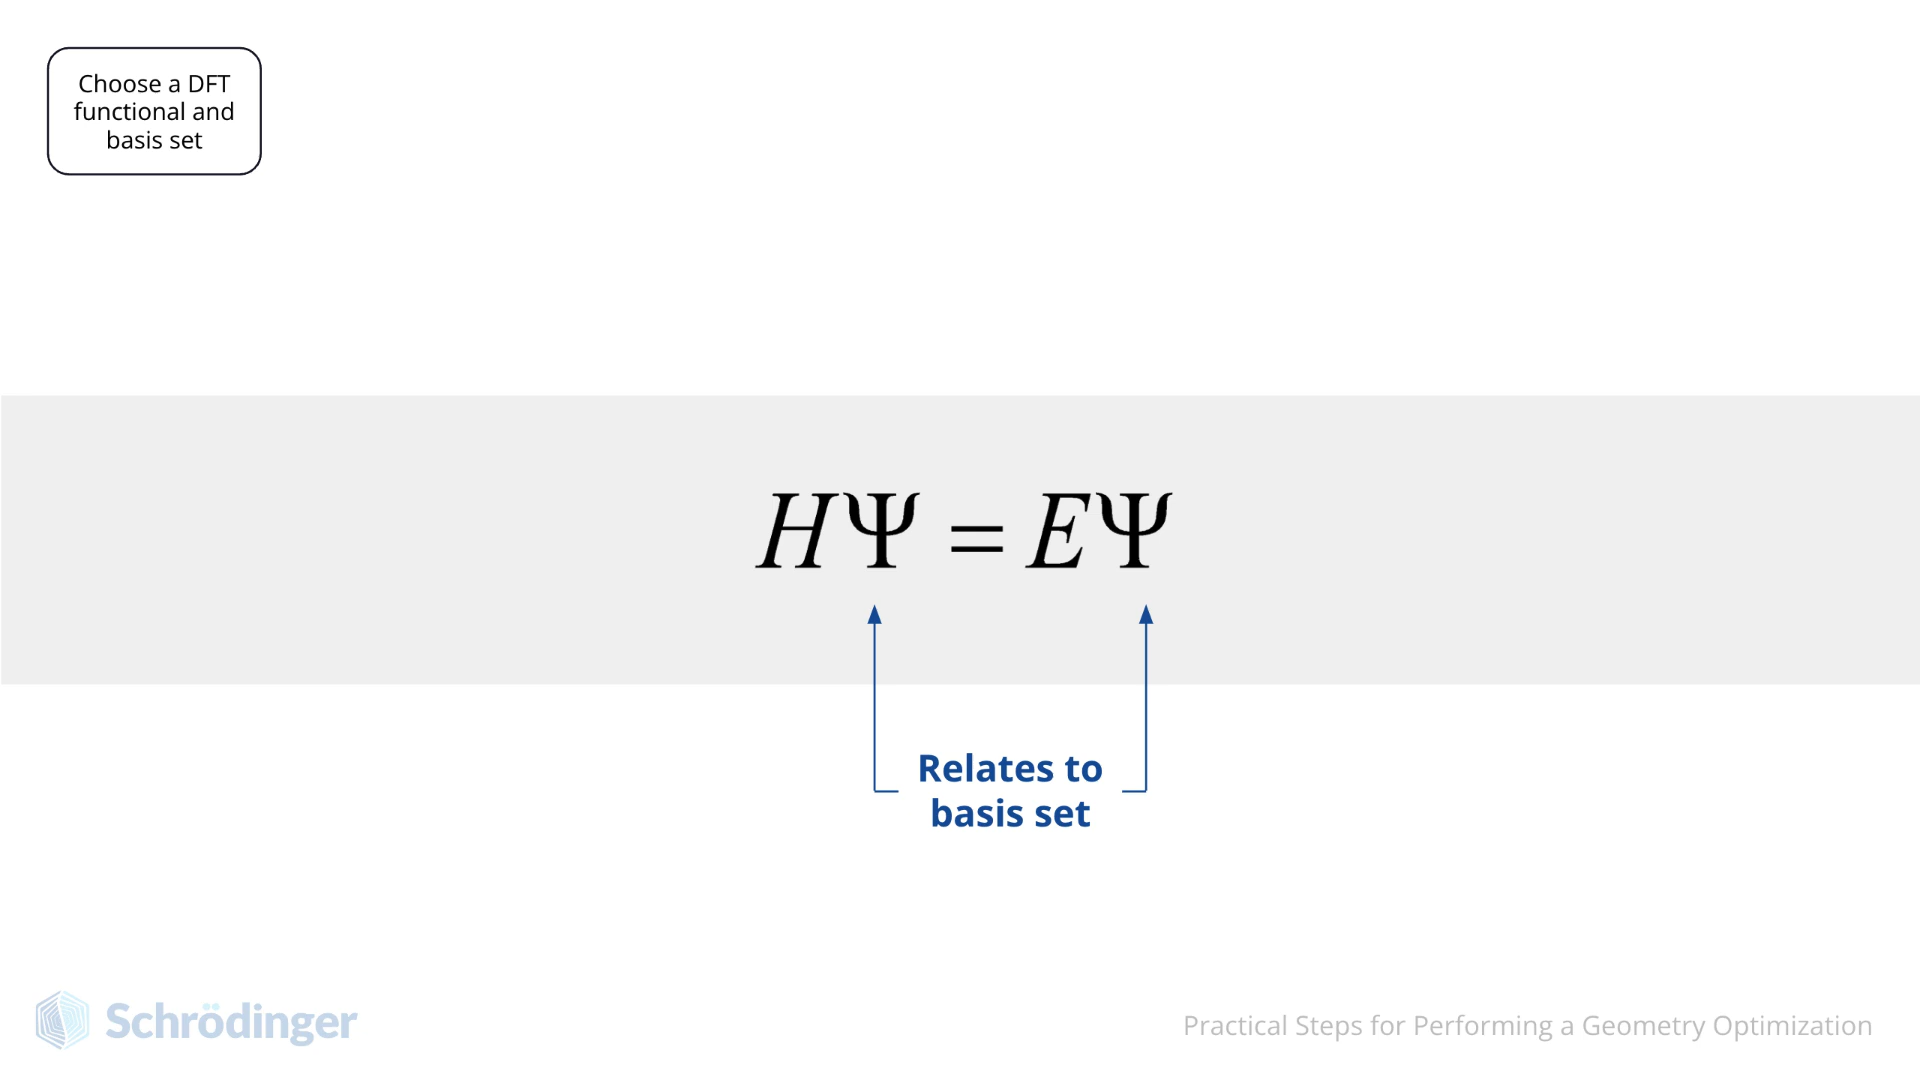 Choose a DFT
functional and
basis set
HΨ = EΨ
Relates to
basis set
Schrödinger
Practical Steps for Performing a Geometry Optimization